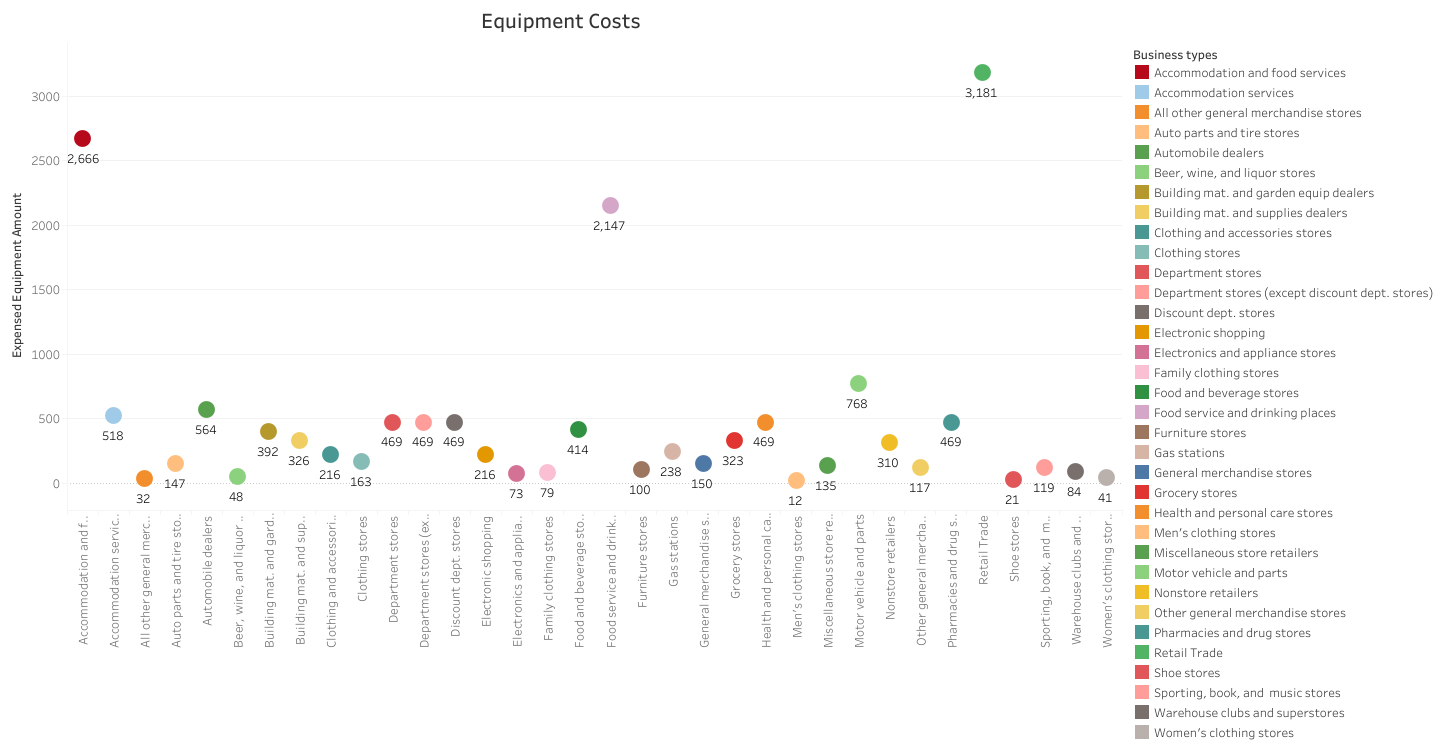 Equipment Costs
Expensed Equipment Amount
3000
2500
2000
1500
1000
500
0
2,666
518
32
147
564
48
392
326
216
163
469
469
469
216
73
79
414
2,147
100
238
150
323
469
12
135
768
310
117
469
3,181
21
119
84
41
Accommodation and f..
Accommodation servic..
All other general merc..
Auto parts and tire sto..
Automobile dealers
Beer, wine, and liquor ..
Building mat. and gard..
Building mat. and sup..
Clothing and accessori..
Clothing stores
Department stores
Department stores (ex..
Discount dept. stores
Electronic shopping
Electronics and applia..
Family clothing stores
Food and beverage sto..
Food service and drink..
Furniture stores
Gas stations
General merchandise s..
Grocery stores
Health and personal ca..
Men's clothing stores
Miscellaneous store re..
Motor vehicle and parts
Nonstore retailers
Other general mercha..
Pharmacies and drug s..
Retail Trade
Shoe stores
Sporting, book, and m..
Warehouse clubs and ..
Women's clothing stor..
Business types
Accommodation and food services
Accommodation services
All other general merchandise stores
Auto parts and tire stores
Automobile dealers
Beer, wine, and liquor stores
Building mat. and garden equip dealers
Building mat. and supplies dealers
Clothing and accessories stores
Clothing stores
Department stores
Department stores (except discount dept. stores)
Discount dept. stores
Electronic shopping
Electronics and appliance stores
Family clothing stores
Food and beverage stores
Food service and drinking places
Furniture stores
Gas stations
General merchandise stores
Grocery stores
Health and personal care stores
Men's clothing stores
Miscellaneous store retailers
Motor vehicle and parts
Nonstore retailers
Other general merchandise stores
Pharmacies and drug stores
Retail Trade
Shoe stores
Sporting, book, and music stores
Warehouse clubs and superstores
Women's clothing stores